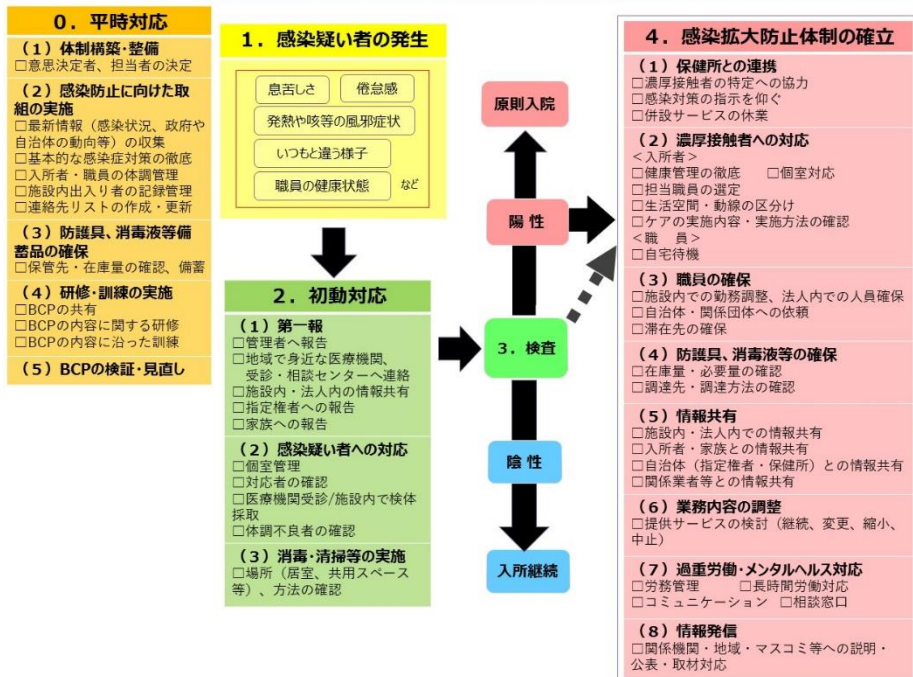 0．平時対応
（1）体制構築・整備
□意思決定者、担当者の決定
（2）感染防止に向けた取
組の実施
□最新情報（感染状況、政府や
自治体の動向等）の収集
□基本的な感染症対策の徹底
□入所者・職員の体調管理
□施設内出入り者の記録管理
□連絡先リストの作成・更新
（3）防護具、消毒液等備
蓄品の確保
□保管先・在庫量の確認、備蓄
（4）研修・訓練の実施
□BCPの共有
□BCPの内容に関する研修
□BCPの内容に沿った訓練
（5）BCPの検証・見直し
1．感染疑い者の発生
息苦しさ
倦怠感
発熱や咳等の風邪症状
いつもと違う様子
職員の健康状態
など
2．初動対応
（1）第一報
□管理者へ報告
□地域で身近な医療機関、
受診・相談センターへ連絡
□施設内・法人内の情報共有
□指定権者への報告
□家族への報告
（2）感染疑い者への対応
□個室管理
□対応者の確認
□医療機関受診/施設内で検体
採取
□体調不良者の確認
（3）消毒・清掃等の実施
□場所（居室、共用スペース
等）、方法の確認
原則入院
陽性
3．検査
陰性
入所継続
4．感染拡大防止体制の確立
（1）保健所との連携
□濃厚接触者の特定への協力
□感染対策の指示を仰ぐ
□併設サービスの休業
（2）濃厚接触者への対応
＜入所者＞
□健康管理の徹底　□個室対応
□担当職員の選定
□生活空間・動線の区分け
□ケアの実施内容・実施方法の確認
＜職　員＞
□自宅待機
（3）職員の確保
□施設内での勤務調整、法人内での人員確保
□自治体・関係団体への依頼
□滞在先の確保
（4）防護具、消毒液等の確保
□在庫量・必要量の確認
□調達先・調達方法の確認
（5）情報共有
□施設内・法人内での情報共有
□入所者・家族との情報共有
□自治体（指定権者・保健所）との情報共有
□関係業者等との情報共有
（6）業務内容の調整
□提供サービスの検討（継続、変更、縮小、
中止）
（7）過重労働・メンタルヘルス対応
□労務管理　□長時間労働対応
□コミュニケーション　□相談窓口
（8）情報発信
□関係機関・地域・マスコミ等への説明・
公表・取材対応